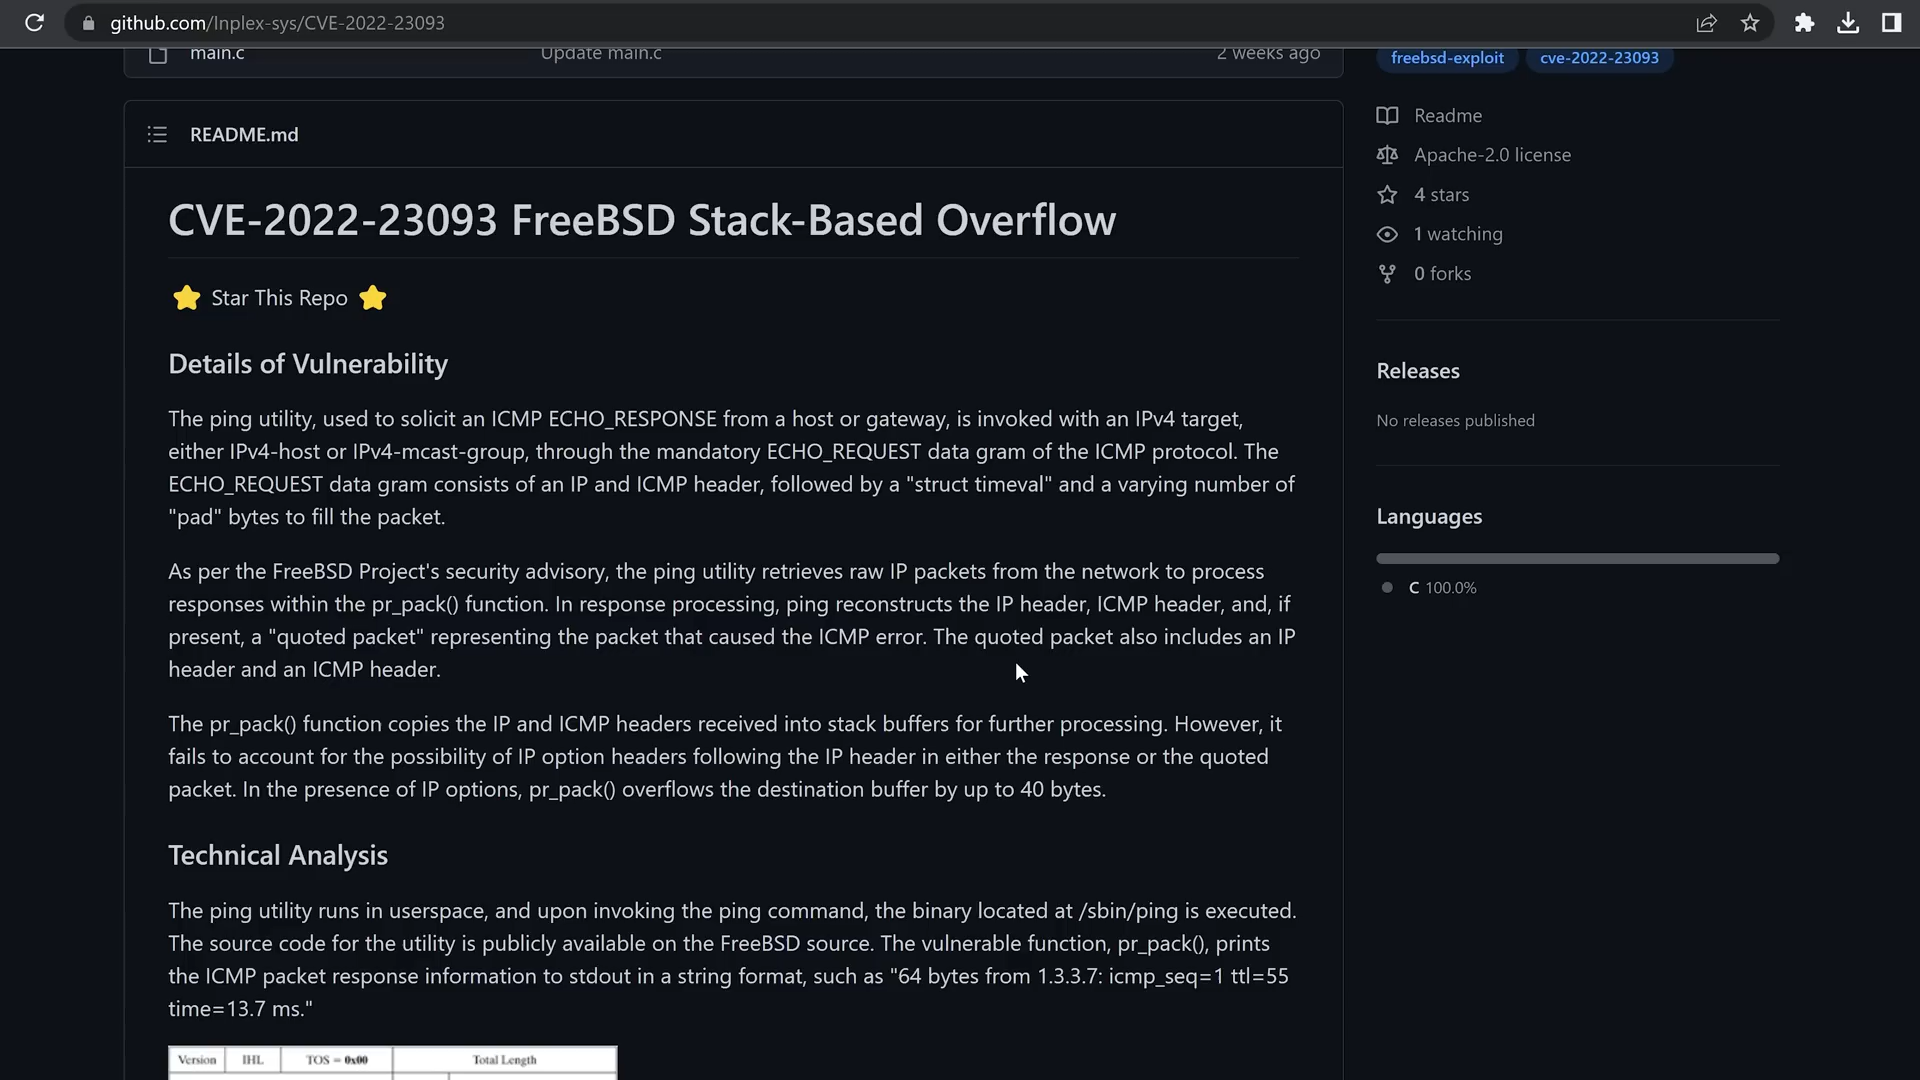 github.com/Inplex-sys/CVE-2022-23093
main.c Update main.c 2 weeks ago
freebsd-exploit cve-2022-23093
README.md
Readme
Apache-2.0 license
4 stars
1 watching
0 forks
Releases
No releases published
Languages
C 100.0%
CVE-2022-23093 FreeBSD Stack-Based Overflow
⭐ Star This Repo ⭐
Details of Vulnerability
The ping utility, used to solicit an ICMP ECHO_RESPONSE from a host or gateway, is invoked with an IPv4 target,
either IPv4-host or IPv4-mcast-group, through the mandatory ECHO_REQUEST data gram of the ICMP protocol. The
ECHO_REQUEST data gram consists of an IP and ICMP header, followed by a "struct timeval" and a varying number of
"pad" bytes to fill the packet.
As per the FreeBSD Project's security advisory, the ping utility retrieves raw IP packets from the network to process
responses within the pr_pack() function. In response processing, ping reconstructs the IP header, ICMP header, and, if
present, a "quoted packet" representing the packet that caused the ICMP error. The quoted packet also includes an IP
header and an ICMP header.
The pr_pack() function copies the IP and ICMP headers received into stack buffers for further processing. However, it
fails to account for the possibility of IP option headers following the IP header in either the response or the quoted
packet. In the presence of IP options, pr_pack() overflows the destination buffer by up to 40 bytes.
Technical Analysis
The ping utility runs in userspace, and upon invoking the ping command, the binary located at /sbin/ping is executed.
The source code for the utility is publicly available on the FreeBSD source. The vulnerable function, pr_pack(), prints
the ICMP packet response information to stdout in a string format, such as "64 bytes from 1.3.3.7: icmp_seq=1 ttl=55
time=13.7 ms."
Version IHL TOS = 0x00 Total Length